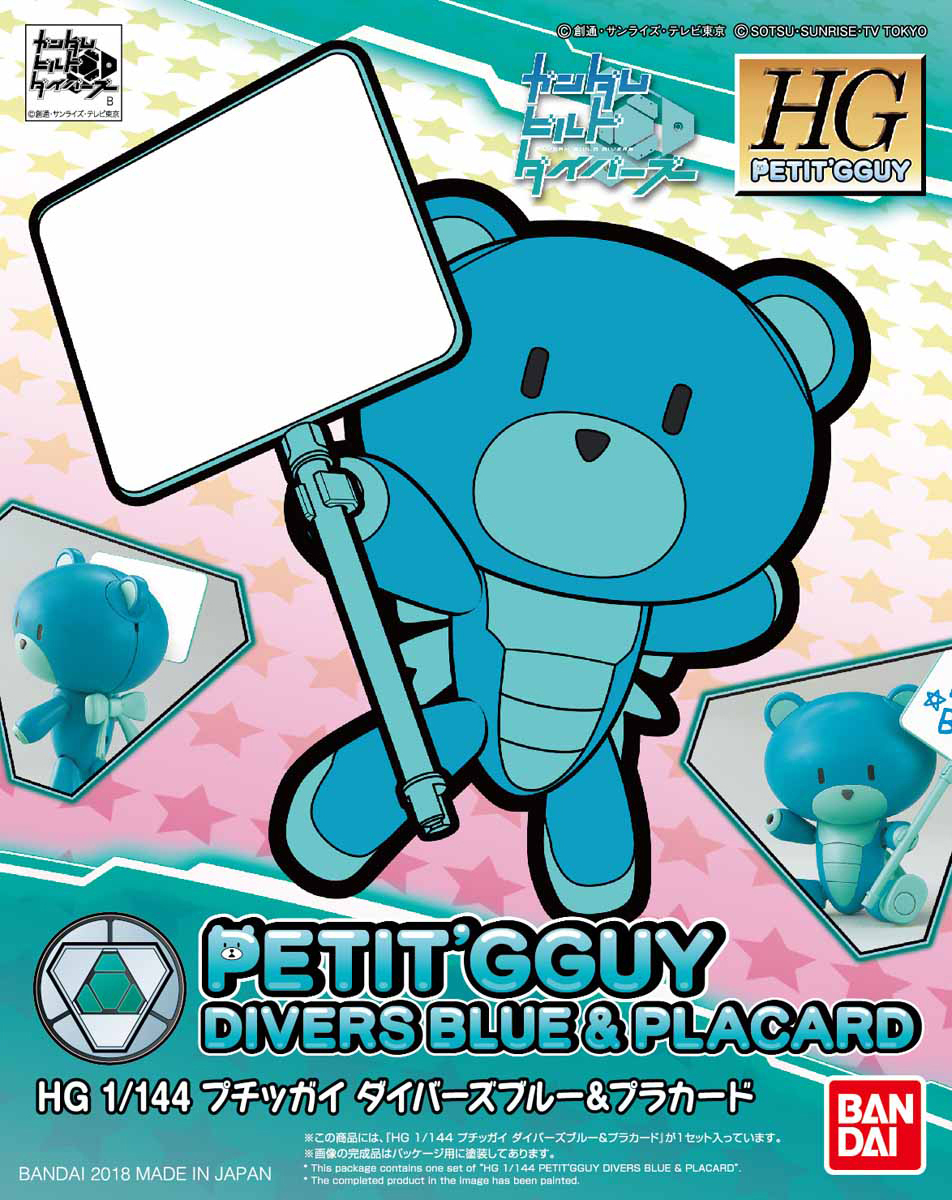 ガンダム
ビルド
ダイバーズ
B
©創通・サンライズ・テレビ東京
©創通・サンライズ・テレビ東京 ©SOTSU・SUNRISE・TV TOKYO
ガンダム
ビルド
ダイバーズ
HG
PETIT'GGUY
PETIT'GGUY
DIVERS BLUE & PLACARD
HG 1/144 プチッガイ ダイバーズブルー&プラカード
BAN
DAI
※この商品には、「HG 1/144 プチッガイ ダイバーズブルー&プラカード」が1セット入っています。
※画像の完成品はパッケージ用に塗装してあります。
* This package contains one set of "HG 1/144 PETIT'GGUY DIVERS BLUE & PLACARD".
* The completed product in the image has been painted.
BANDAI 2018 MADE IN JAPAN